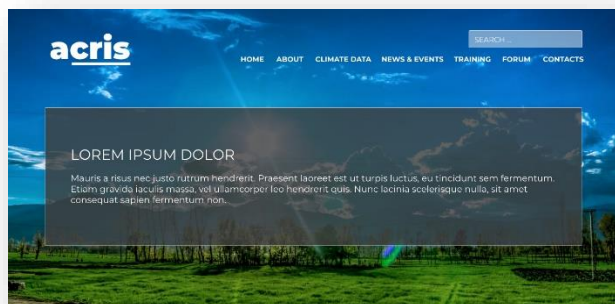 acris
SEARCH ...
HOME ABOUT CLIMATE DATA NEWS & EVENTS TRAINING FORUM CONTACTS
LOREM IPSUM DOLOR
Mauris a risus nec justo rutrum hendrerit. Praesent laoreet est ut turpis luctus, eu tincidunt sem fermentum.
Etiam gravida iaculis massa, vel ullamcorper leo hendrerit quis. Nunc lacinia scelerisque nulla, sit amet
consequat sapien fermentum non.